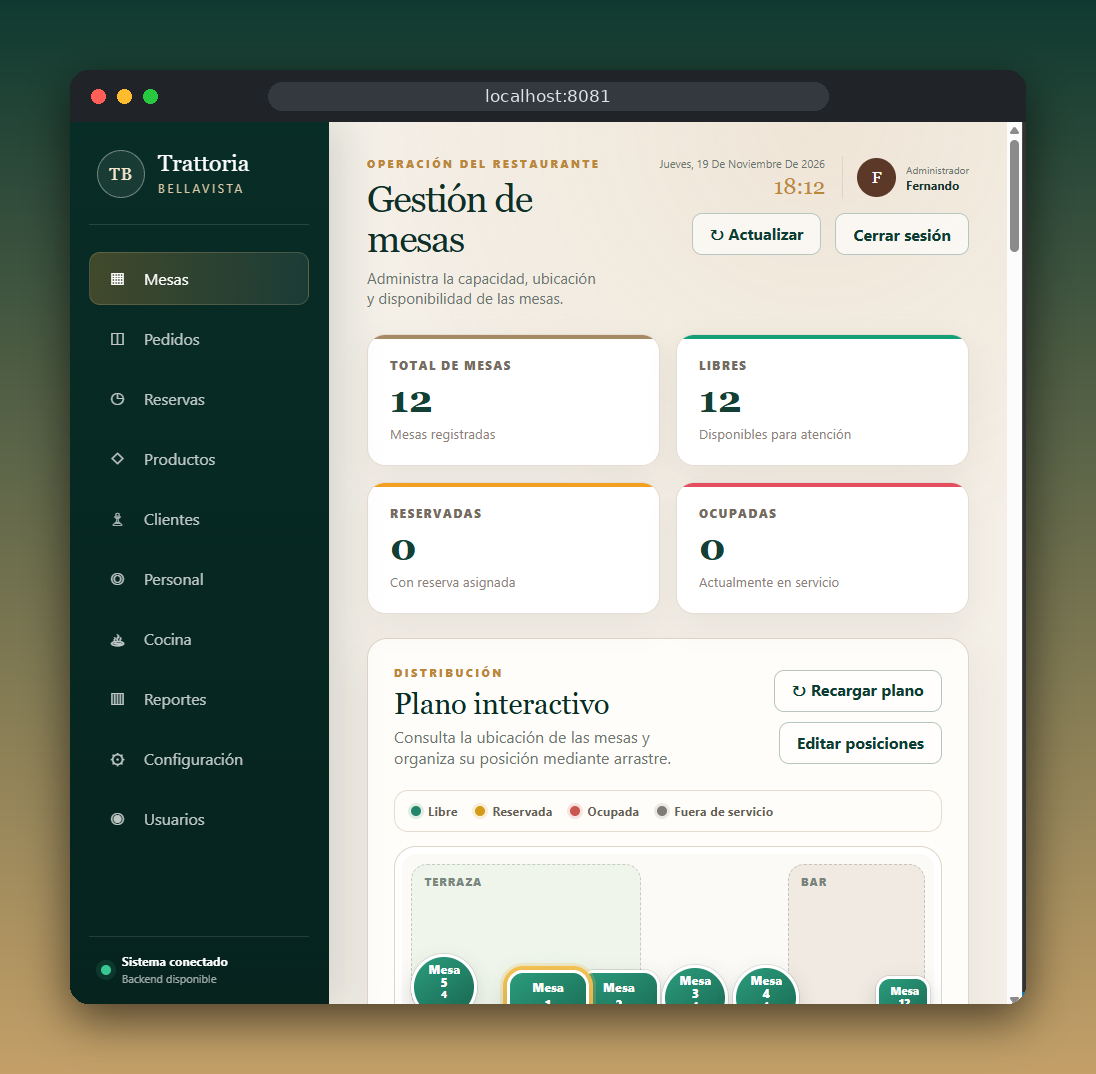 localhost:8081
TB
Trattoria
BELLAVISTA
Mesas
Pedidos
Reservas
Productos
Clientes
Personal
Cocina
Reportes
Configuración
Usuarios
Sistema conectado
Backend disponible
OPERACIÓN DEL RESTAURANTE
Gestión de
mesas
Administra la capacidad, ubicación
y disponibilidad de las mesas.
Jueves, 19 De Noviembre De 2026
18:12
F
Administrador
Fernando
↻ Actualizar
Cerrar sesión
TOTAL DE MESAS
12
Mesas registradas
LIBRES
12
Disponibles para atención
RESERVADAS
0
Con reserva asignada
OCUPADAS
0
Actualmente en servicio
DISTRIBUCIÓN
Plano interactivo
Consulta la ubicación de las mesas y
organiza su posición mediante arrastre.
↻ Recargar plano
Editar posiciones
Libre
Reservada
Ocupada
Fuera de servicio
TERRAZA
BAR
Mesa
5
4
Mesa
1
Mesa
2
Mesa
3
Mesa
4
Mesa
12